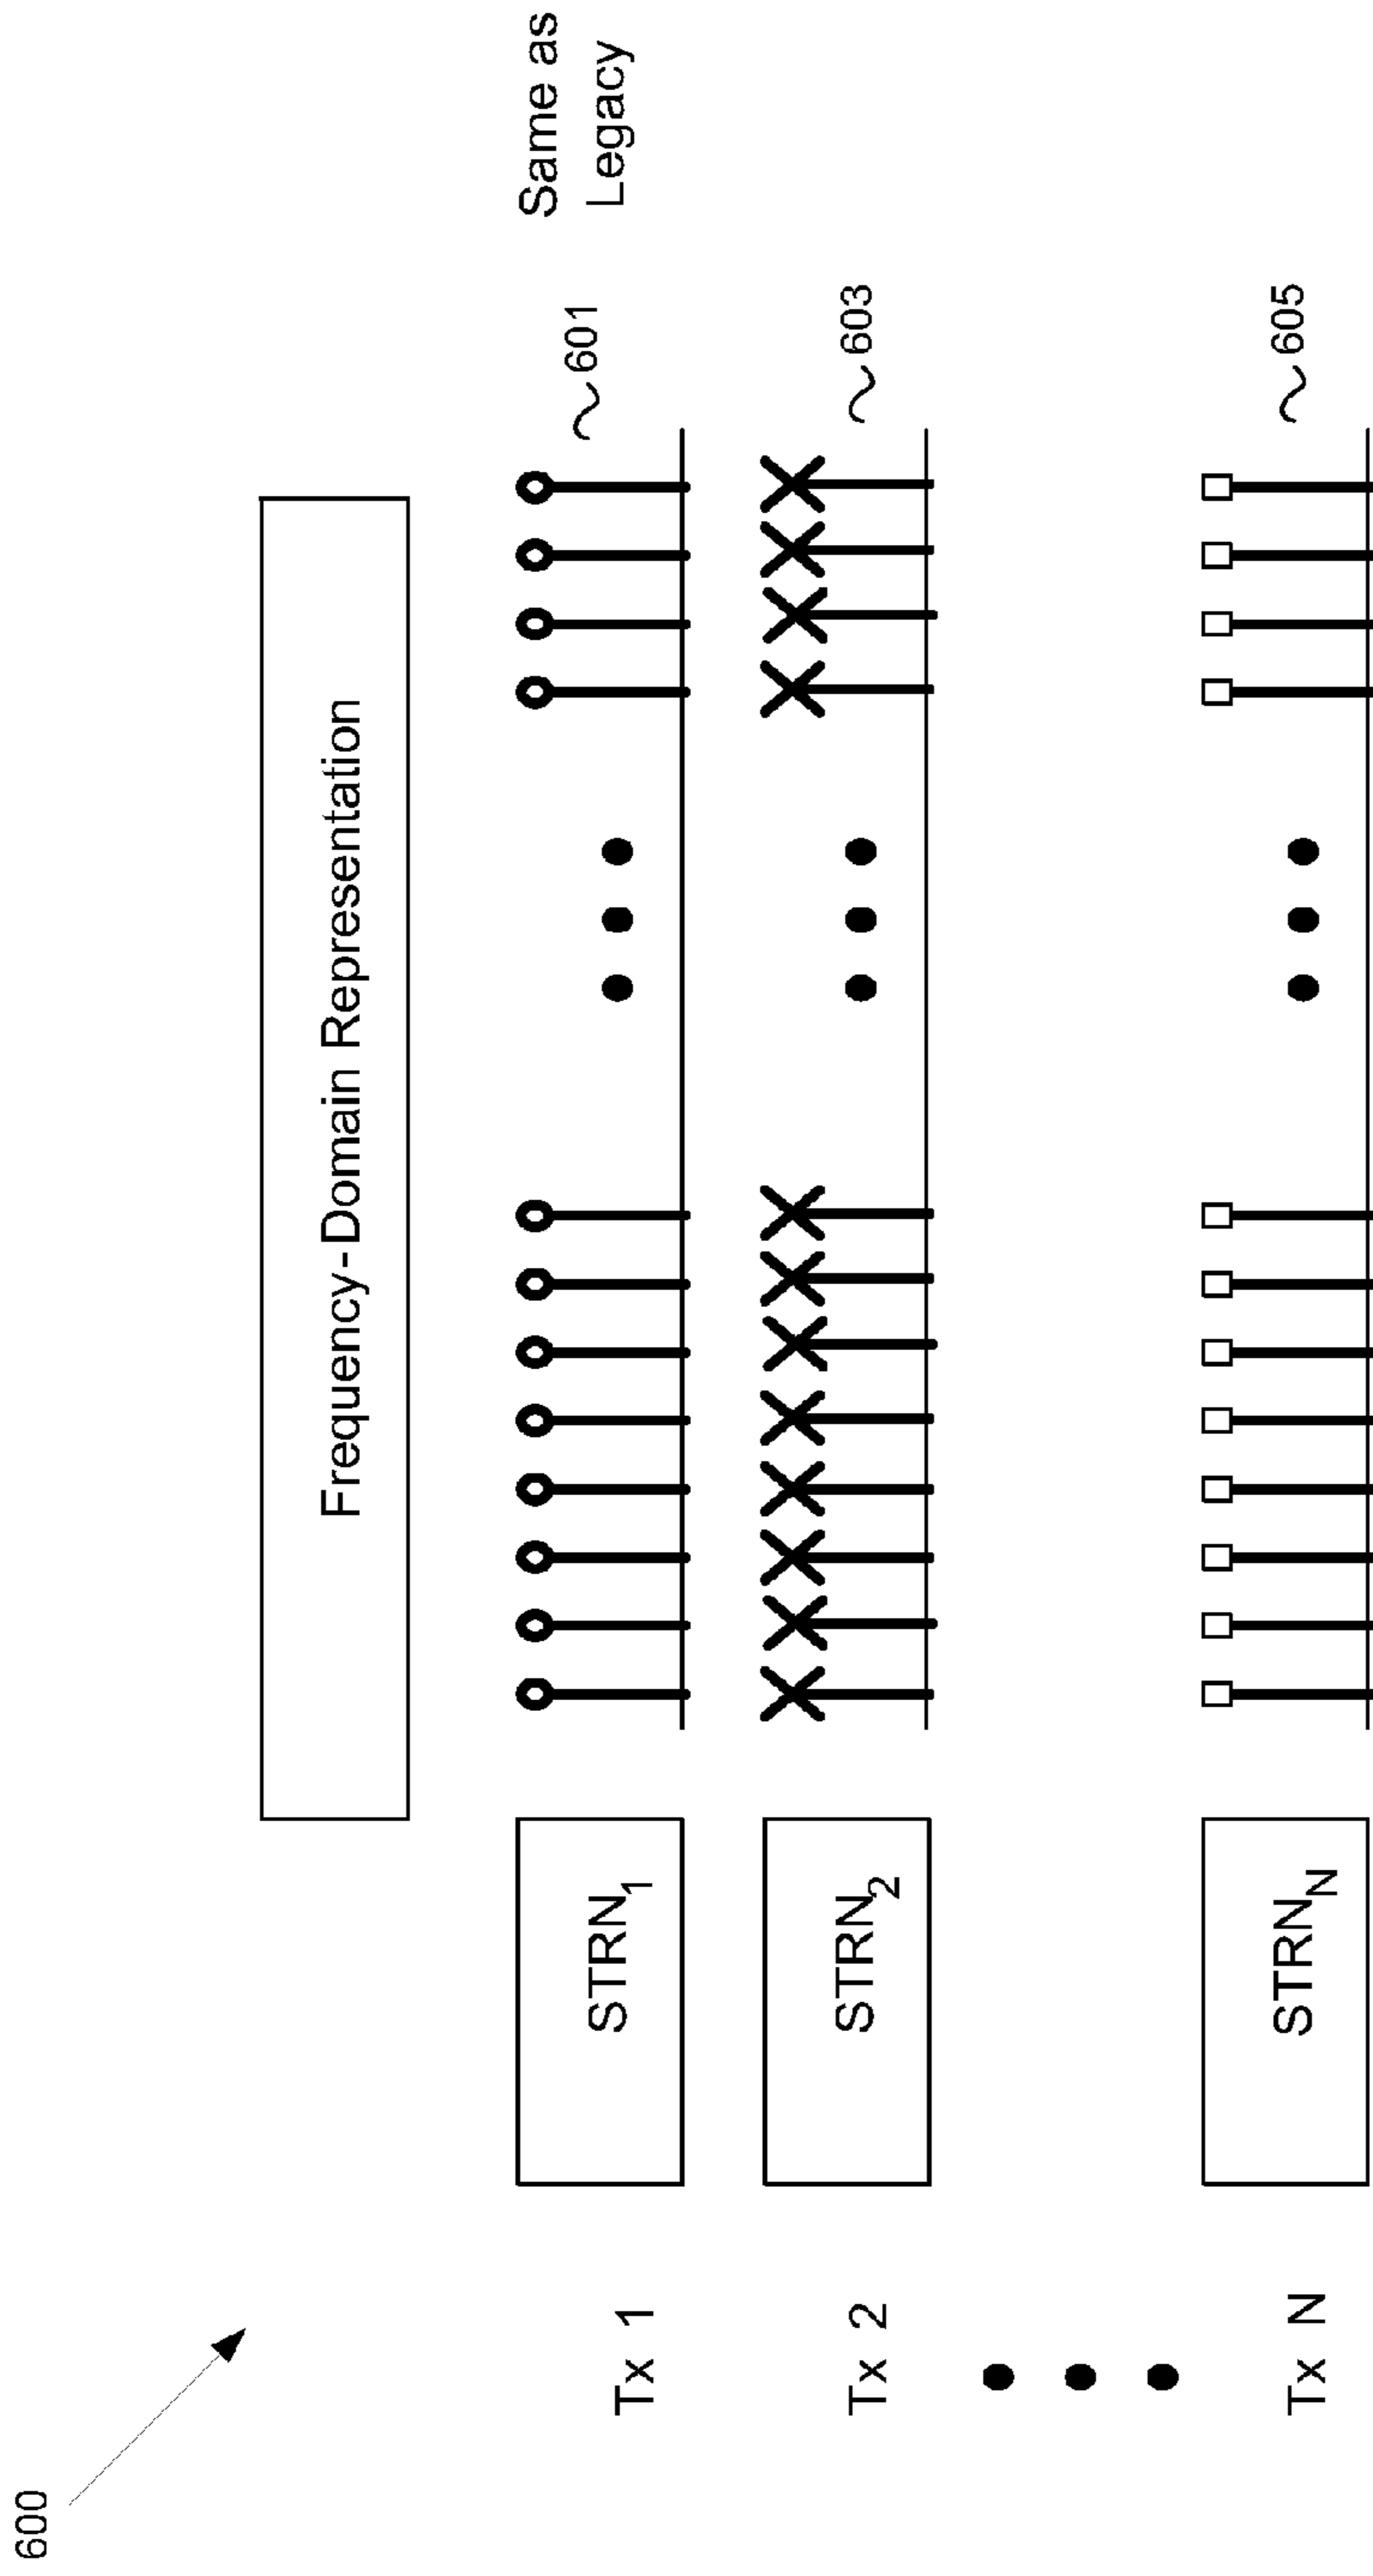 600
Frequency-Domain Representation
Same as
Legacy
Tx 1
STRN1
601
Tx 2
STRN2
603
Tx N
STRNN
605